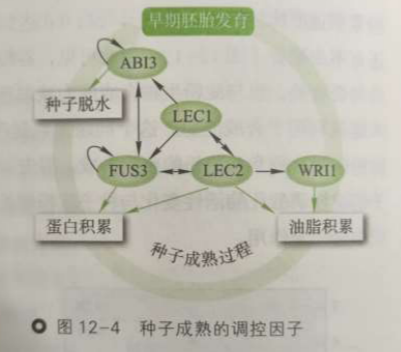 早期胚胎发育
ABI3
种子脱水
LEC1
FUS3
LEC2
WRI1
蛋白积累
油脂积累
种子成熟过程
图 12-4 种子成熟的调控因子